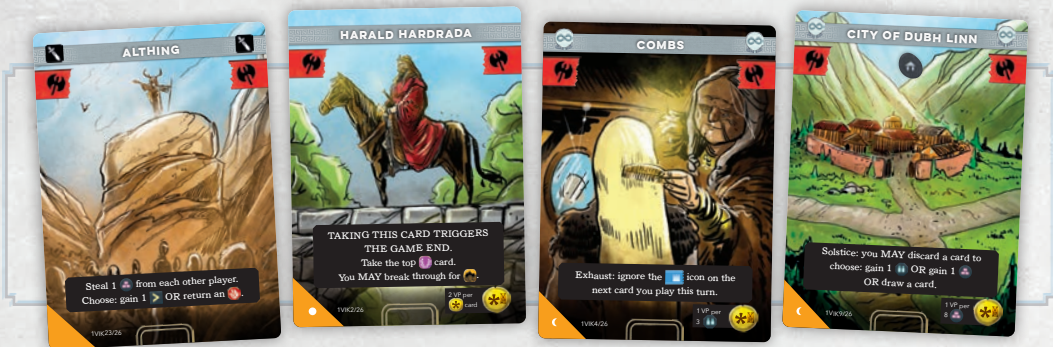 ALTHING
Steal 1 from each other player.
Choose: gain 1 OR return an .
1VIK23/26
HARALD HARDRADA
TAKING THIS CARD TRIGGERS
THE GAME END.
Take the top card.
You MAY break through for .
2 VP per
card
1VIK2/26
COMBS
Exhaust: ignore the icon on the
next card you play this turn.
1 VP per
3
1VIK4/26
CITY OF DUBH LINN
Solstice: you MAY discard a card to
choose: gain 1 OR gain 1
OR draw a card.
1 VP per
8
1VIK9/26